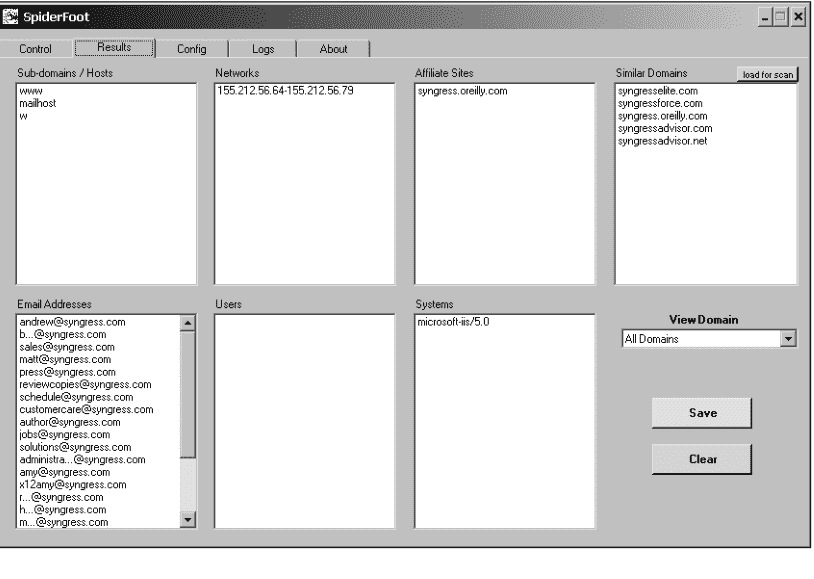 SpiderFoot
Control
Results
Config
Logs
About
Sub-domains / Hosts
www
mailhost
w
Networks
155.212.56.64-155.212.56.79
Affiliate Sites
syngress.oreilly.com
Similar Domains
load for scan
syngresselite.com
syngressforce.com
syngress.oreilly.com
syngressadvisor.com
syngressadvisor.net
Email Addresses
andrew@syngress.com
b...@syngress.com
sales@syngress.com
matt@syngress.com
press@syngress.com
reviewcopies@syngress.com
schedule@syngress.com
customercare@syngress.com
author@syngress.com
jobs@syngress.com
solutions@syngress.com
administra...@syngress.com
amy@syngress.com
x12amy@syngress.com
r...@syngress.com
h...@syngress.com
m...@syngress.com
Users
Systems
microsoft-iis/5.0
View Domain
All Domains
Save
Clear